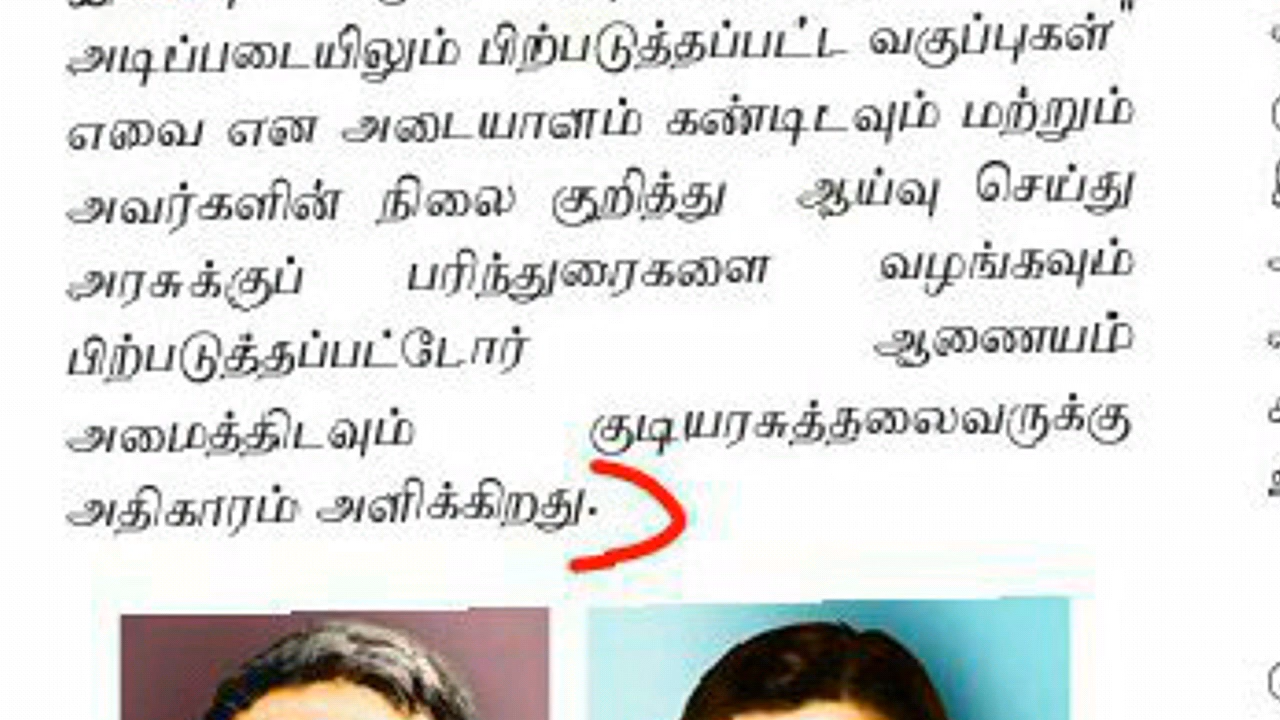 அடிப்படையிலும் பிற்படுத்தப்பட்ட வகுப்புகள்"
எவை என அடையாளம் கண்டிடவும் மற்றும்
அவர்களின் நிலை குறித்து ஆய்வு செய்து
அரசுக்குப் பரிந்துரைகளை வழங்கவும்
பிற்படுத்தப்பட்டோர் ஆணையம்
அமைத்திடவும் குடியரசுத்தலைவருக்கு
அதிகாரம் அளிக்கிறது.